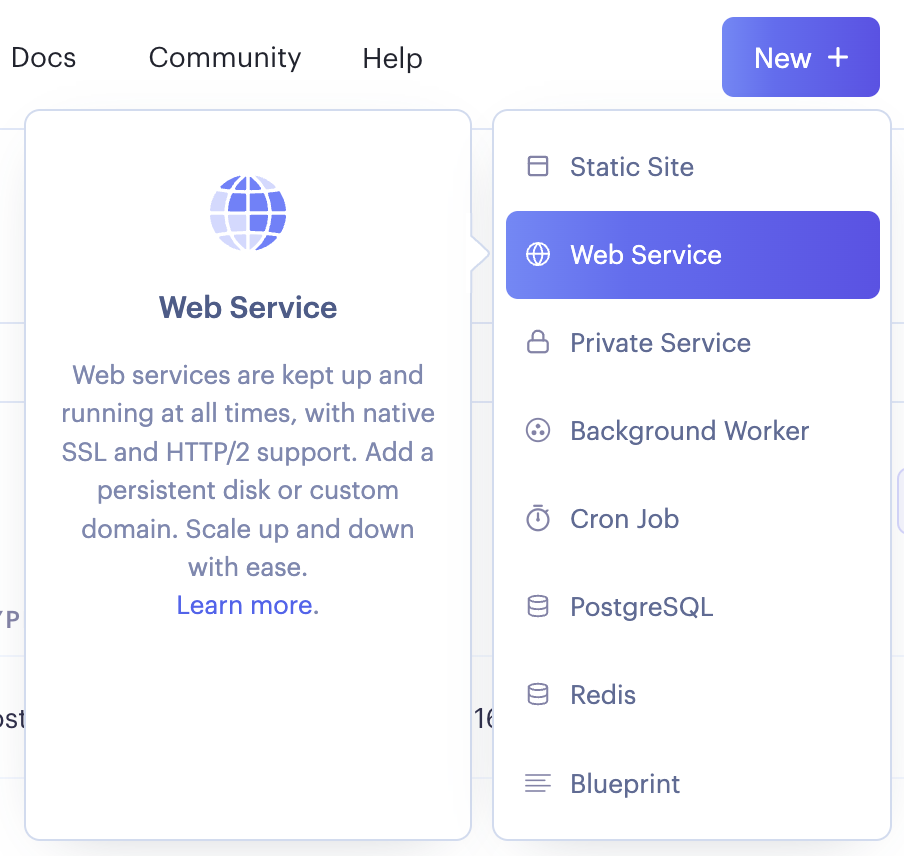 Docs Community Help New +
Web Service
Web services are kept up and
running at all times, with native
SSL and HTTP/2 support. Add a
persistent disk or custom
domain. Scale up and down
with ease.
Learn more.
Static Site
Web Service
Private Service
Background Worker
Cron Job
PostgreSQL
Redis
Blueprint